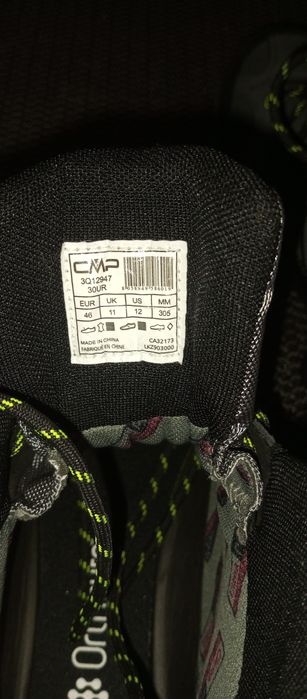 CMP
3Q12947
30UR
EUR UK US MM
46 11 12 305
MADE IN CHINA CA32173
FABRIQUÉ EN CHINE LKZ903000
Ortholite